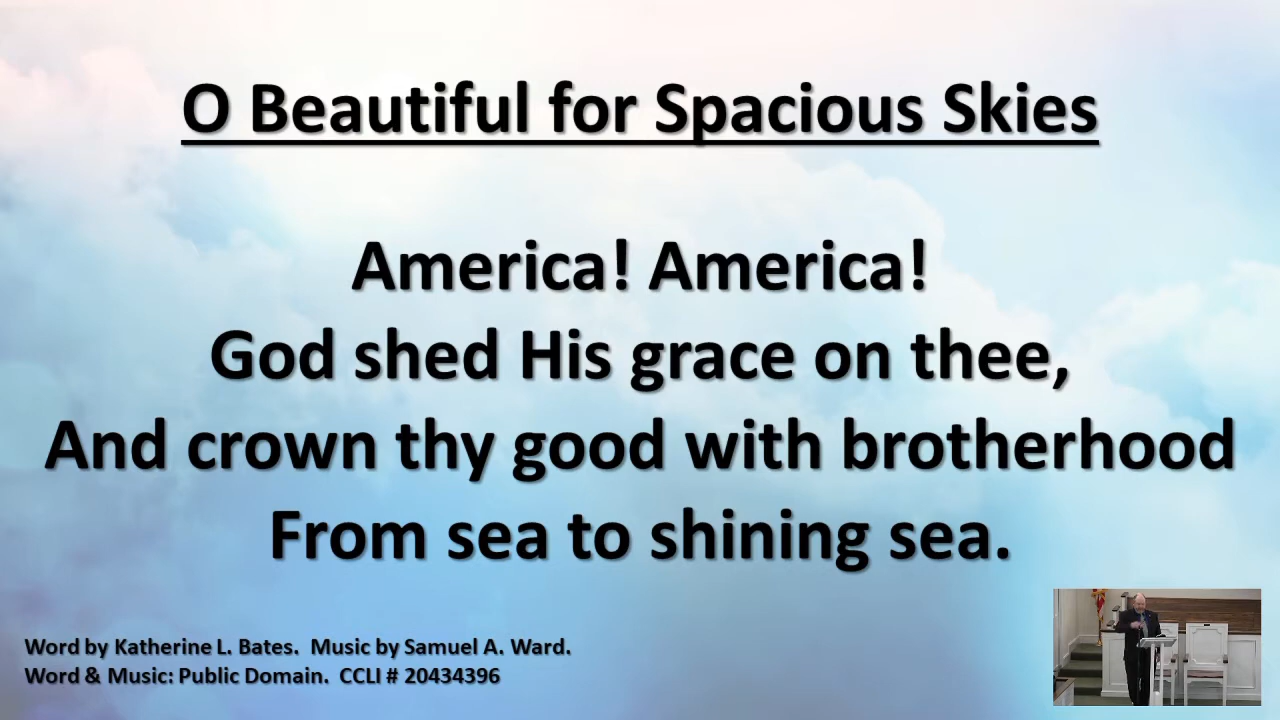 O Beautiful for Spacious Skies
America! America!
God shed His grace on thee,
And crown thy good with brotherhood
From sea to shining sea.
Word by Katherine L. Bates.  Music by Samuel A. Ward.
Word & Music: Public Domain.  CCLI # 20434396